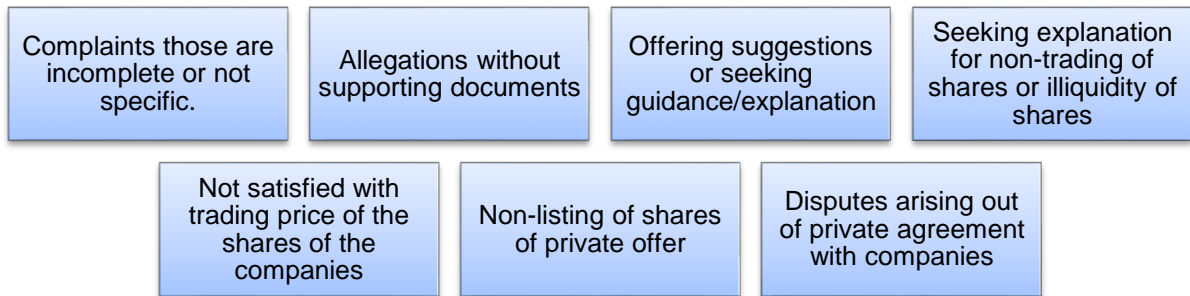 Complaints those are
incomplete or not
specific.
Allegations without
supporting documents
Offering suggestions
or seeking
guidance/explanation
Seeking explanation
for non-trading of
shares or illiquidity of
shares
Not satisfied with
trading price of the
shares of the
companies
Non-listing of shares
of private offer
Disputes arising out
of private agreement
with companies